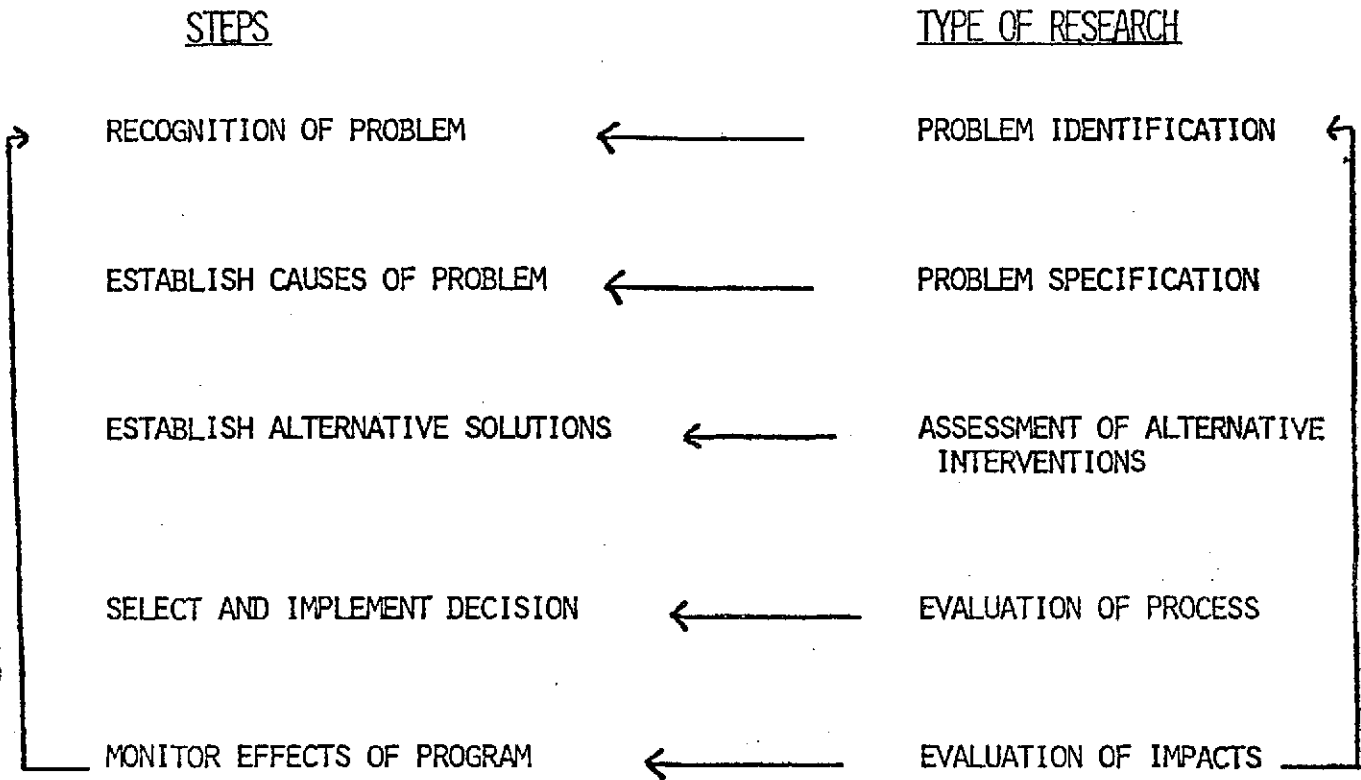 STEPS TYPE OF RESEARCH
RECOGNITION OF PROBLEM PROBLEM IDENTIFICATION
ESTABLISH CAUSES OF PROBLEM PROBLEM SPECIFICATION
ESTABLISH ALTERNATIVE SOLUTIONS ASSESSMENT OF ALTERNATIVE
INTERVENTIONS
SELECT AND IMPLEMENT DECISION EVALUATION OF PROCESS
MONITOR EFFECTS OF PROGRAM EVALUATION OF IMPACTS